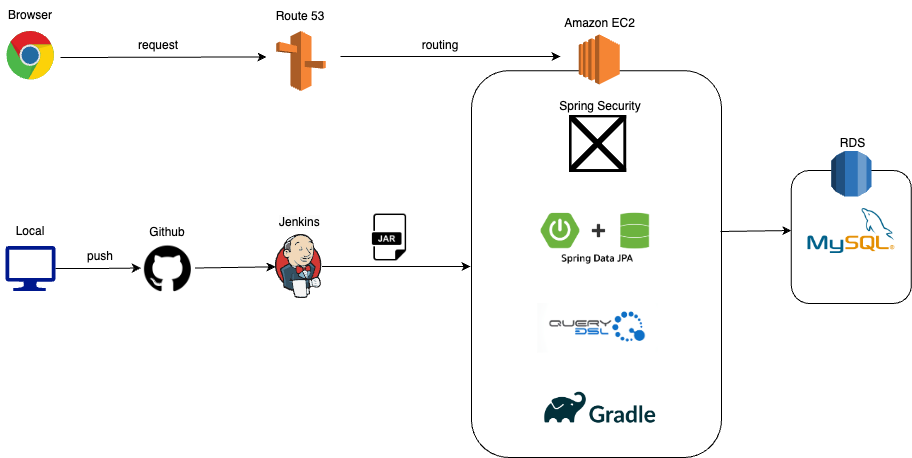 Browser
Route 53
Amazon EC2
request
routing
Spring Security
RDS
MySQL®
Local
Github
Jenkins
JAR
push
+
Spring Data JPA
QUERY
DSL
Gradle